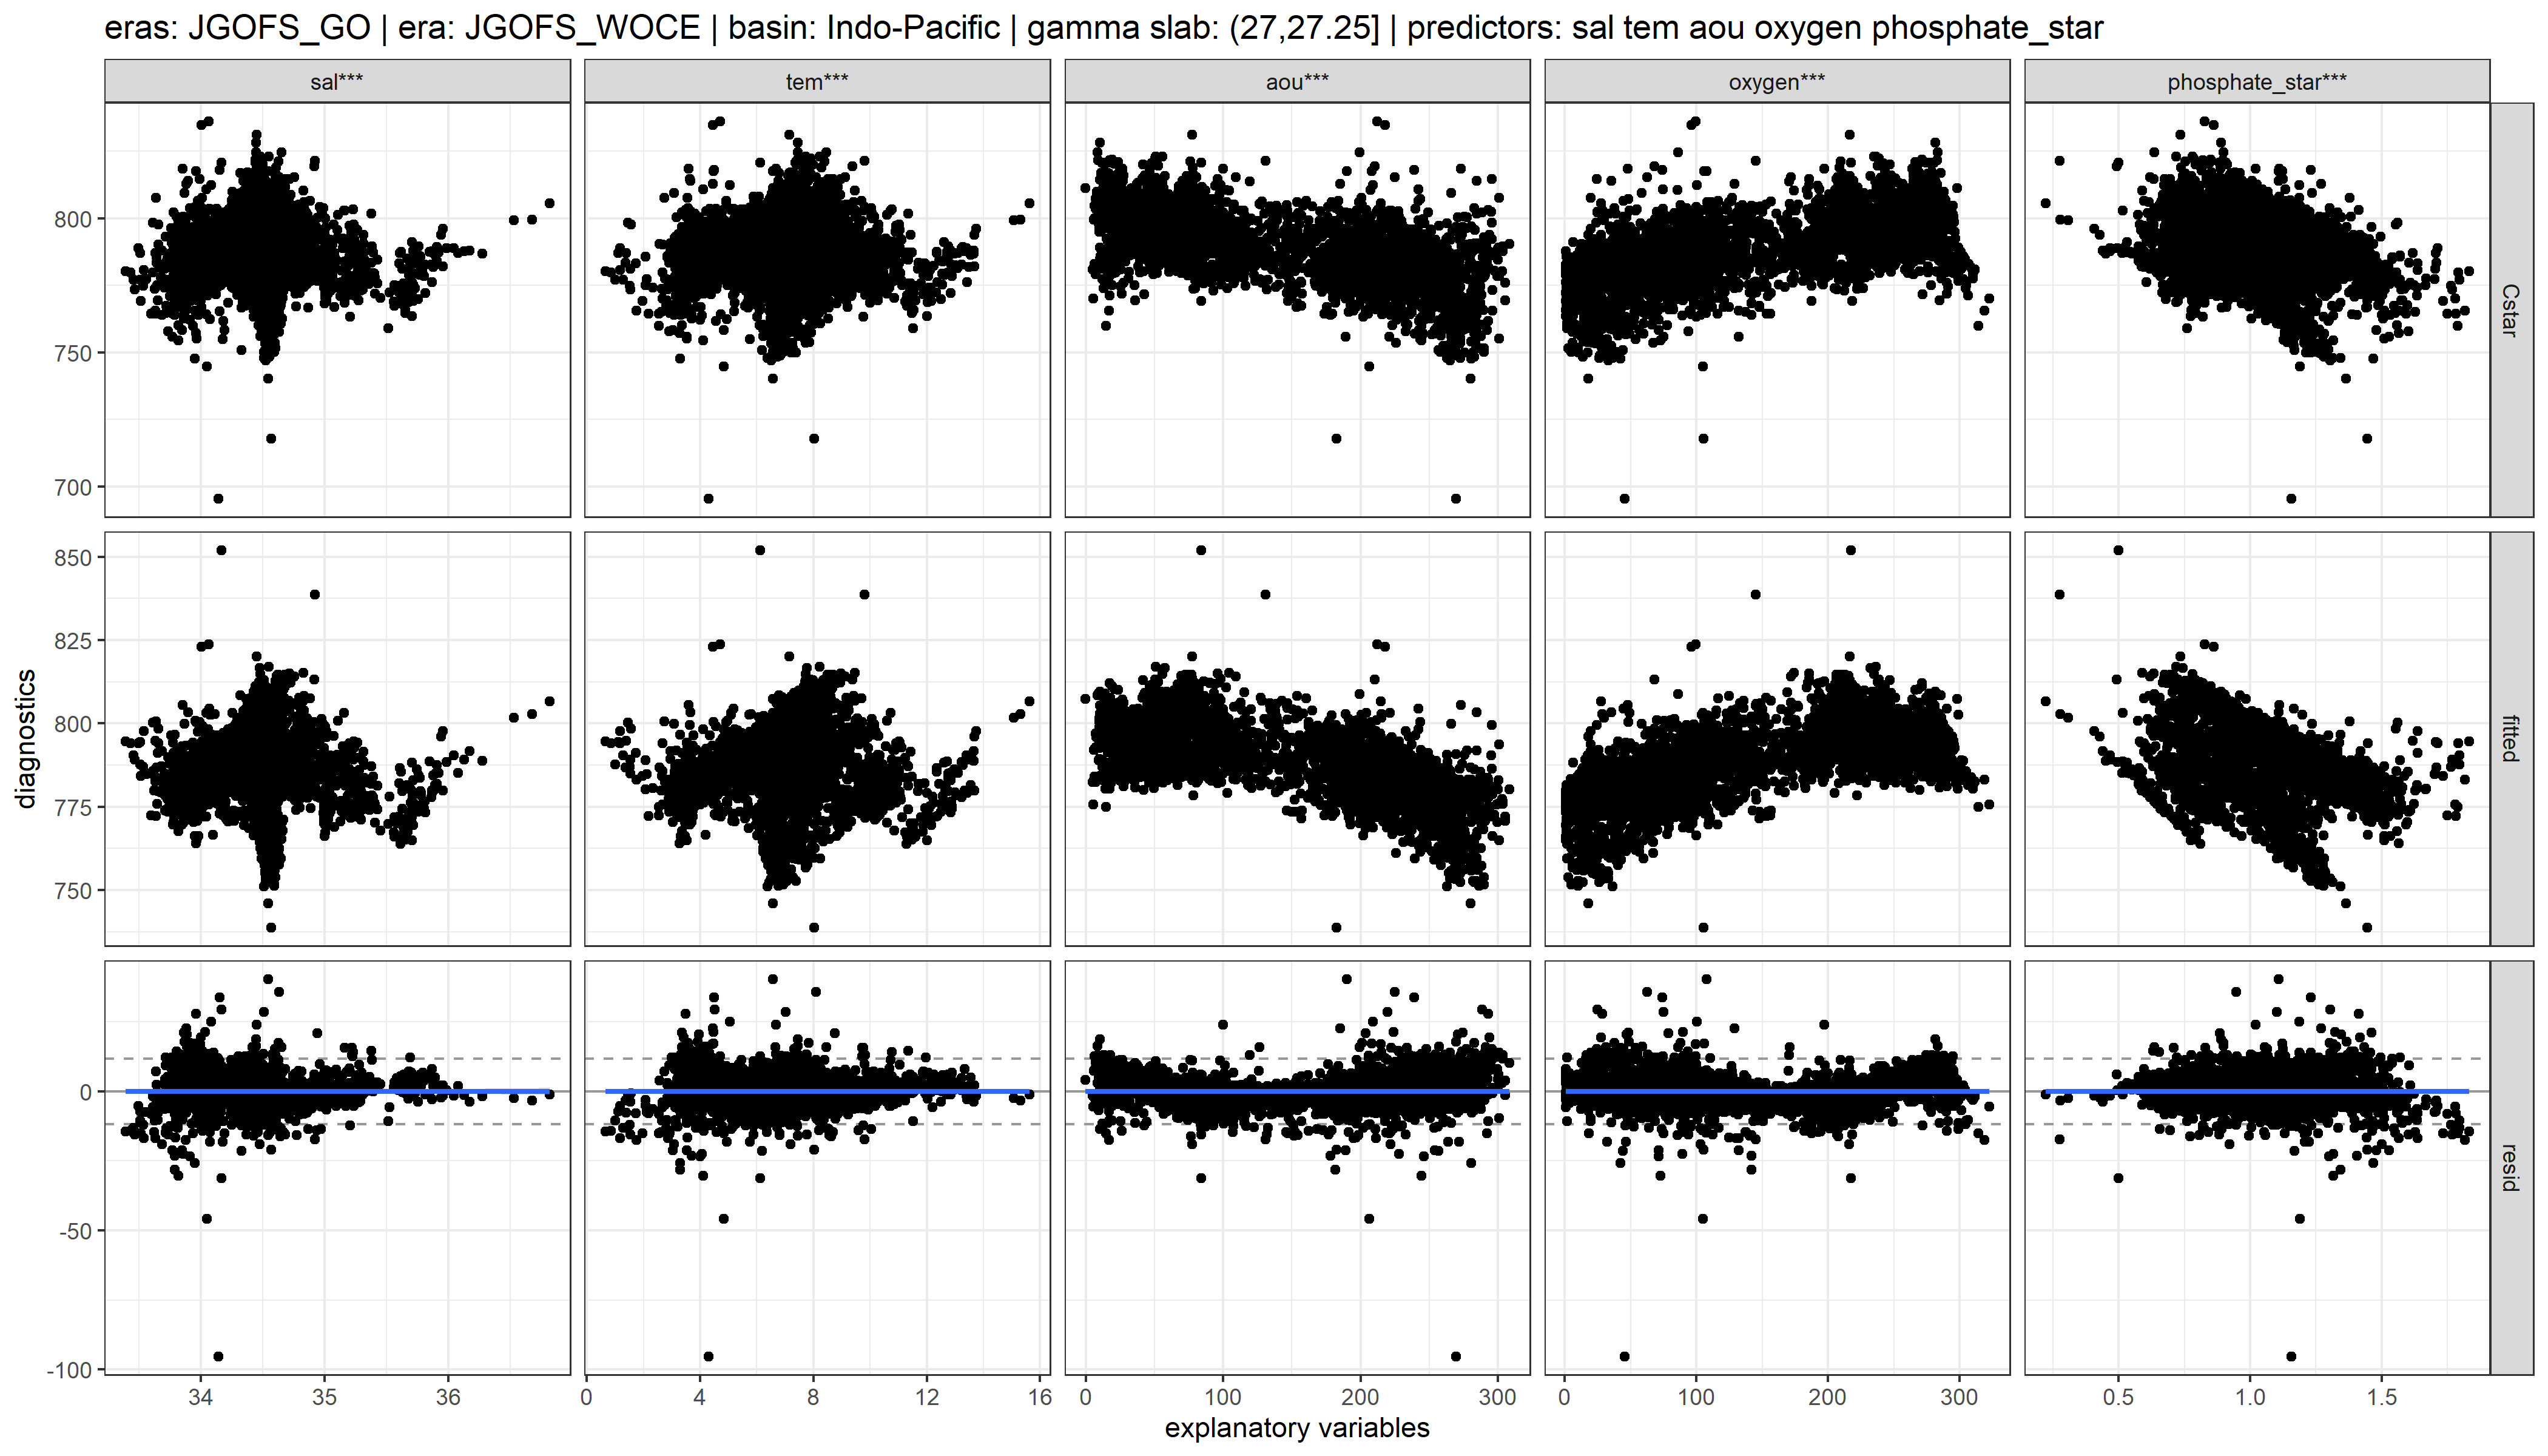 eras: JGOFS_GO | era: JGOFS_WOCE | basin: Indo-Pacific | gamma slab: (27,27.25] | predictors: sal tem aou oxygen phosphate_star
sal*** tem*** aou*** oxygen*** phosphate_star***
800
750
700
Cstar
850
825
800
775
750
fitted
diagnostics
0
-50
-100
resid
34 35 36 0 4 8 12 16 0 100 200 300 0 100 200 300 0.5 1.0 1.5
explanatory variables